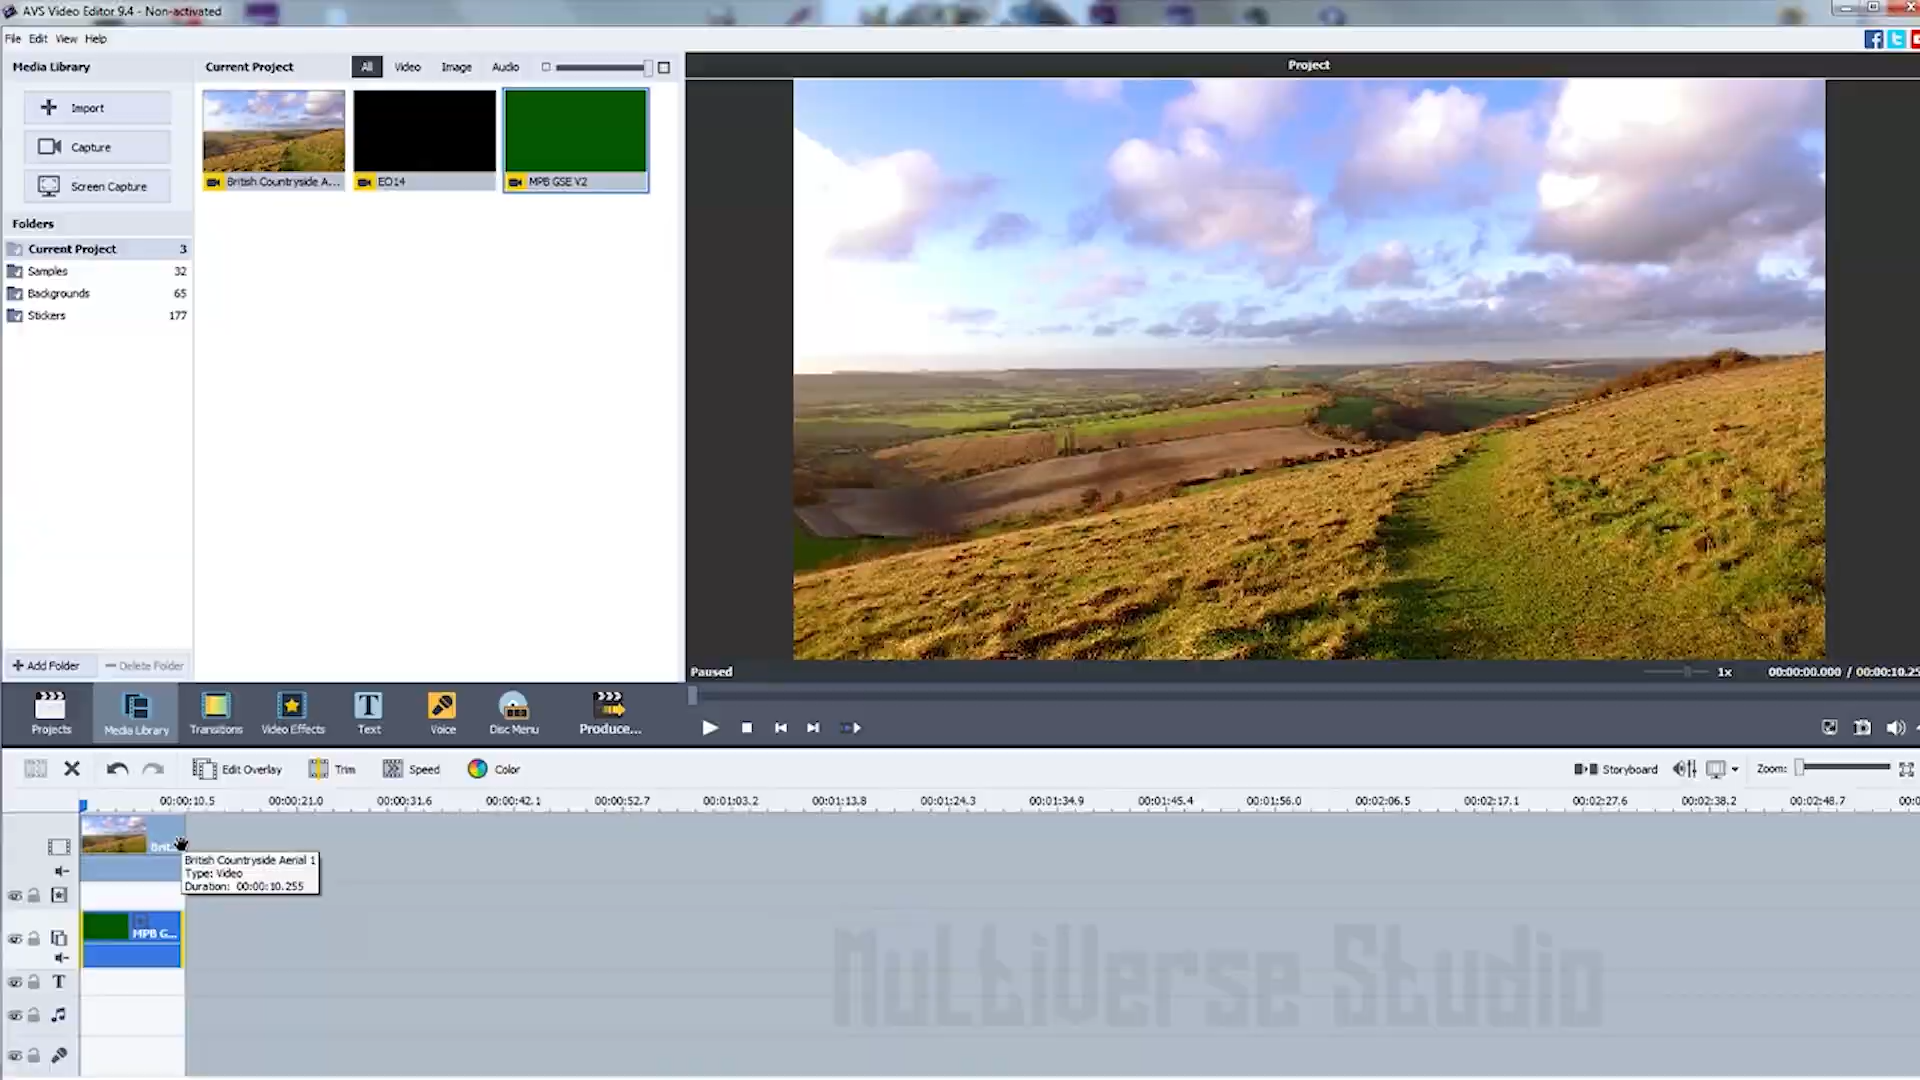 AVS Video Editor 9.4 - Non-activated
File Edit View Help
Media Library
Current Project
All
Video
Image
Audio
Project
Import
Capture
Screen Capture
British Countryside A...
EO14
MPB GSE V2
Folders
Current Project 3
Samples 32
Backgrounds 65
Stickers 177
Add Folder
Delete Folder
Paused
1x
00:00:00.000 / 00:00:10.25
Projects
Media Library
Transitions
Video Effects
Text
Voice
Disc Menu
Produce...
Edit Overlay
Trim
Speed
Color
Storyboard
Zoom:
00:00:10.5 00:00:21.0 00:00:31.6 00:00:42.1 00:00:52.7 00:01:03.2 00:01:13.8 00:01:24.3 00:01:34.9 00:01:45.4 00:01:56.0 00:02:06.5 00:02:17.1 00:02:27.6 00:02:38.2 00:02:48.7 00:0
Brit...
British Countryside Aerial 1
Type: Video
Duration: 00:00:10.255
MPB G...
MultiVerse Studio